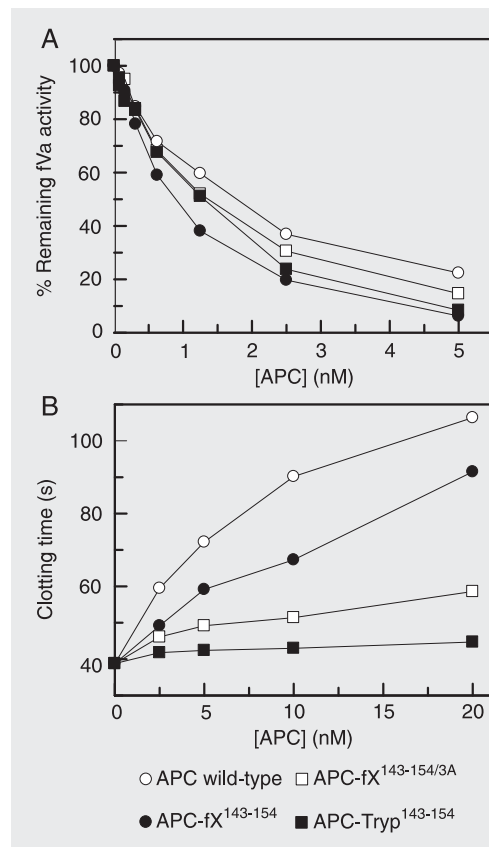 A
% Remaining fVa activity
100
80
60
40
20
0
0 1 2 3 4 5
[APC] (nM)
B
Clotting time (s)
100
80
60
40
0 5 10 15 20
[APC] (nM)
○ APC wild-type □ APC-fX143-154/3A
● APC-fX143-154 ■ APC-Tryp143-154